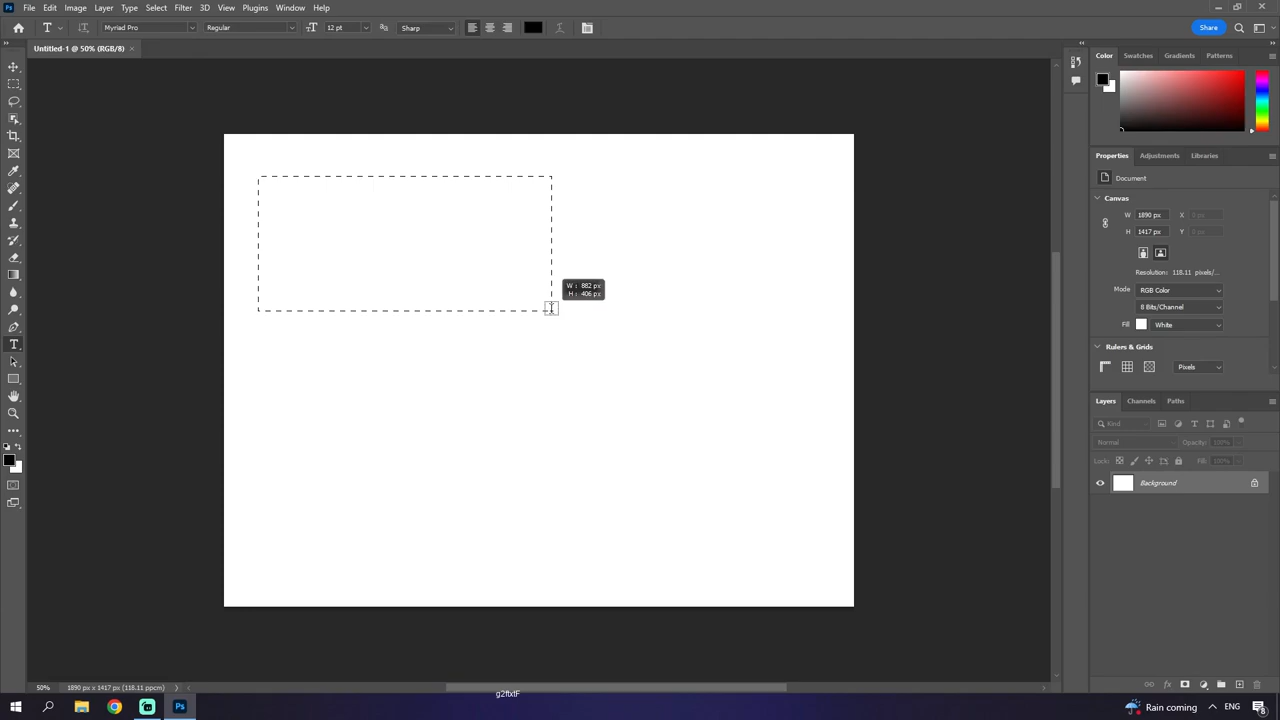 Ps File Edit Image Layer Type Select Filter 3D View Plugins Window Help
Myriad Pro Regular 12 pt Sharp Share
Untitled-1 @ 50% (RGB/8)
Color Swatches Gradients Patterns
Properties Adjustments Libraries
Document
Canvas
W 1890 px X 0 px
H 1417 px Y 0 px
Resolution: 118.11 pixels/...
Mode RGB Color
8 Bits/Channel
Fill White
Rulers & Grids
Pixels
W: 882 px
H: 406 px
Layers Channels Paths
Kind
Normal Opacity: 100%
Lock: Fill: 100%
Background
50% 1890 px x 1417 px (118.11 ppcm)
Ps Rain coming ENG